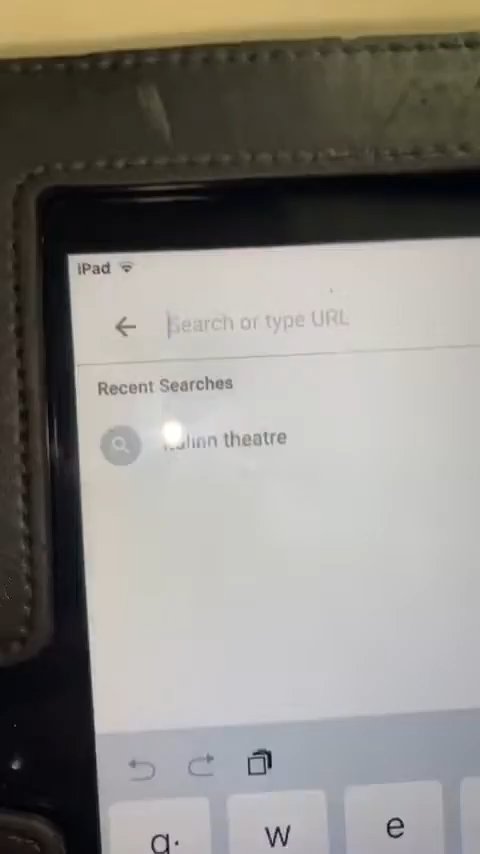 iPad
Search or type URL
Recent Searches
theatre
q
w
e